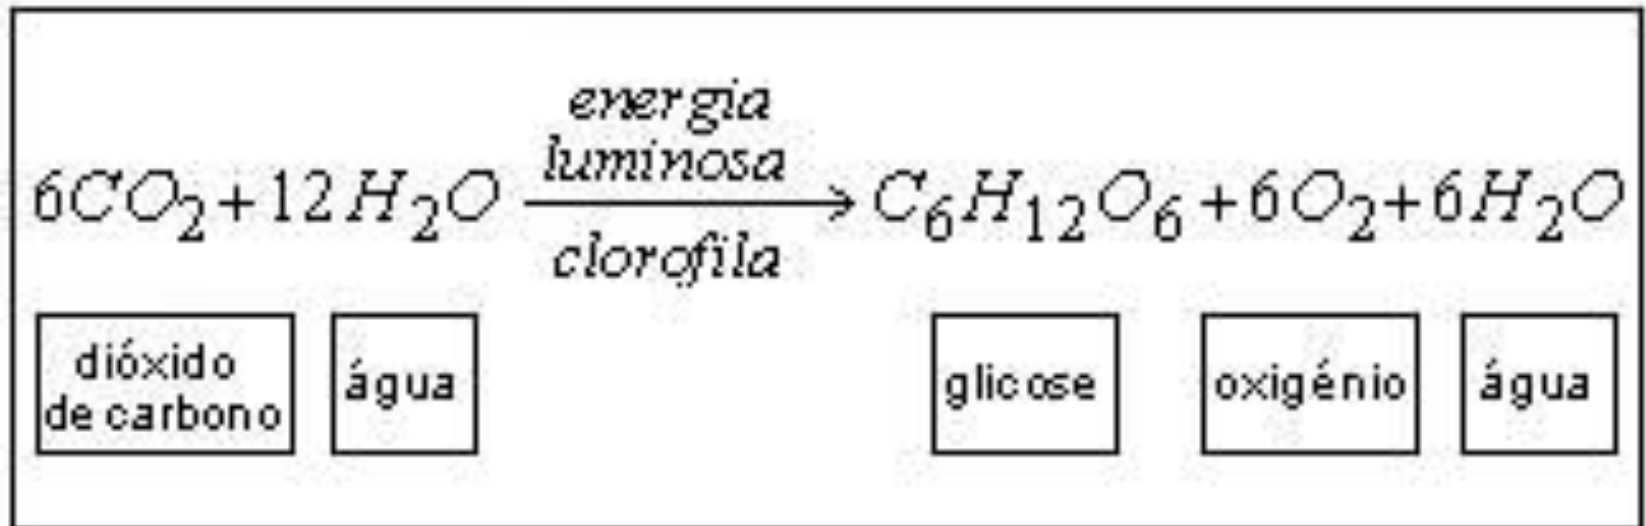 energia
luminosa
6CO₂+12H₂O → C₆H₁₂O₆+6O₂+6H₂O
clorofila
dióxido água glicose oxigénio água
de carbono